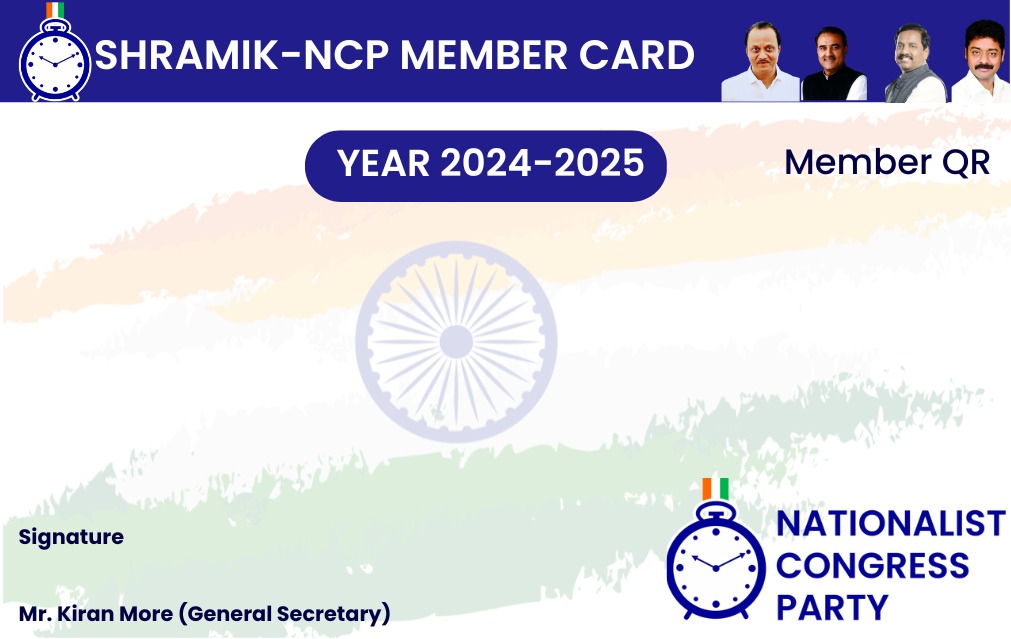 SHRAMIK-NCP MEMBER CARD
YEAR 2024-2025
Member QR
Signature
Mr. Kiran More (General Secretary)
NATIONALIST
CONGRESS
PARTY